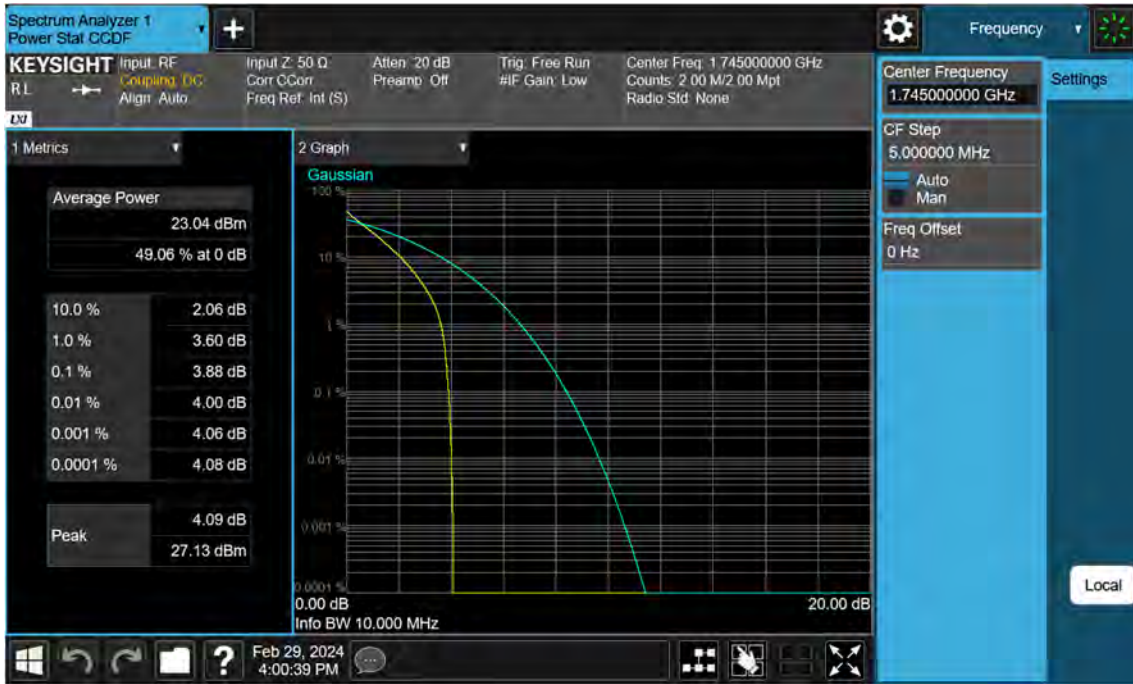 Spectrum Analyzer 1
Power Stat CCDF
+
Frequency
KEYSIGHT
Input: RF
Coupling: DC
Align: Auto
R L
LXI
Input Z: 50 Ω
Corr CCorr
Freq Ref: Int (S)
Atten: 20 dB
Preamp: Off
Trig: Free Run
#IF Gain: Low
Center Freq: 1.745000000 GHz
Counts: 2.00 M/2.00 Mpt
Radio Std: None
Center Frequency
1.745000000 GHz
Settings
CF Step
5.000000 MHz
Auto
Man
Freq Offset
0 Hz
1 Metrics
Average Power
23.04 dBm
49.06 % at 0 dB
10.0 % 2.06 dB
1.0 % 3.60 dB
0.1 % 3.88 dB
0.01 % 4.00 dB
0.001 % 4.06 dB
0.0001 % 4.08 dB
Peak
4.09 dB
27.13 dBm
2 Graph
Gaussian
100 %
10 %
1 %
0.1 %
0.01 %
0.001 %
0.0001 %
0.00 dB 20.00 dB
Info BW 10.000 MHz
Local
?
Feb 29, 2024
4:00:39 PM